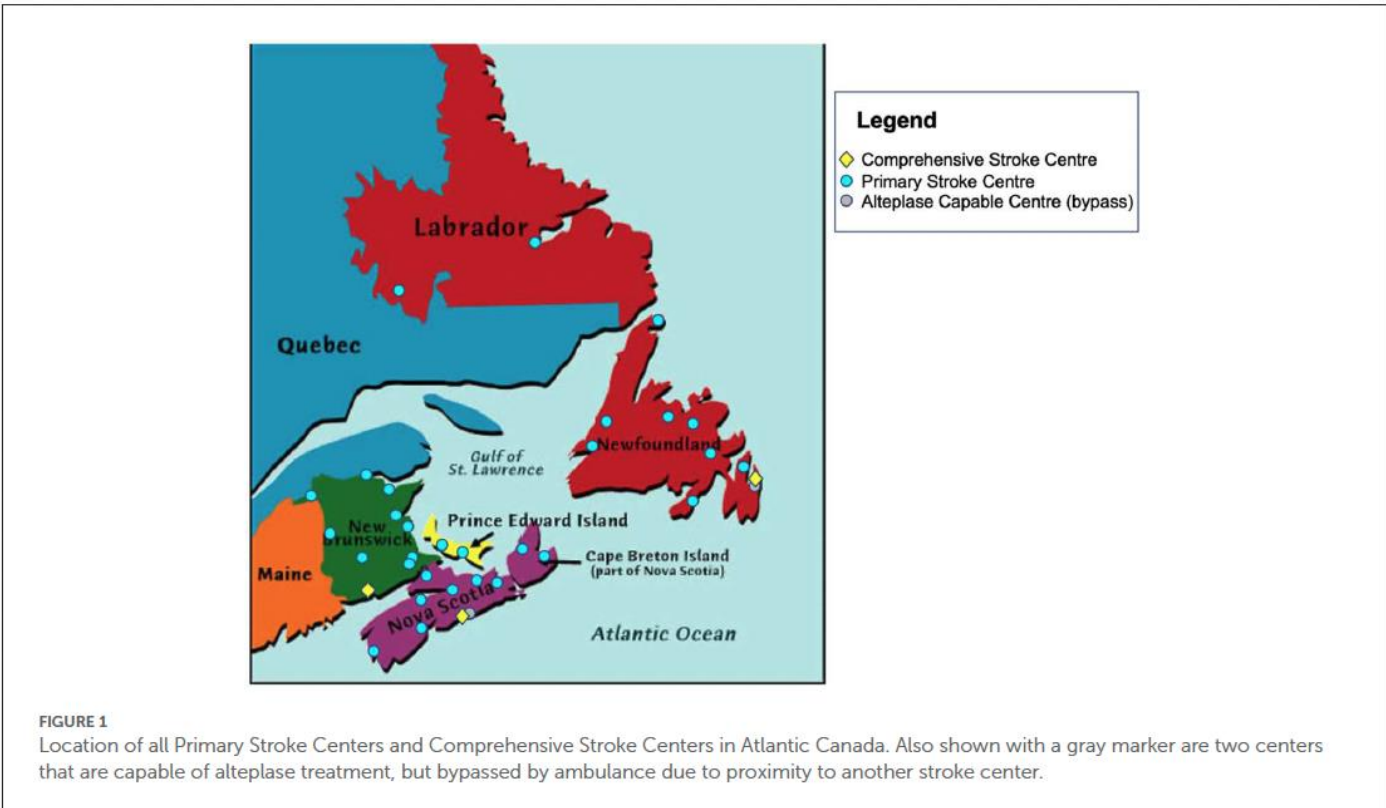 Legend
Comprehensive Stroke Centre
Primary Stroke Centre
Alteplase Capable Centre (bypass)
Labrador
Quebec
Newfoundland
Gulf of
St. Lawrence
Prince Edward Island
New
Brunswick
Cape Breton Island
(part of Nova Scotia)
Maine
Nova Scotia
Atlantic Ocean
FIGURE 1
Location of all Primary Stroke Centers and Comprehensive Stroke Centers in Atlantic Canada. Also shown with a gray marker are two centers
that are capable of alteplase treatment, but bypassed by ambulance due to proximity to another stroke center.